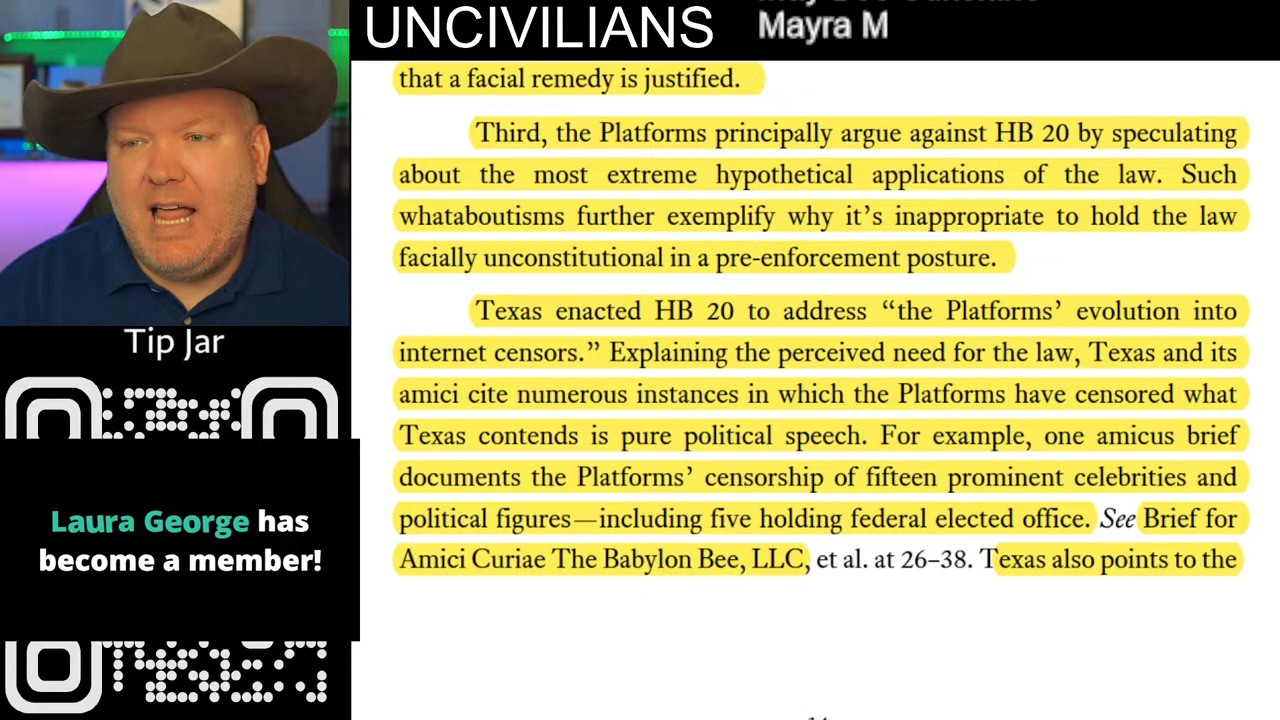 UNCIVILIANS
Mayra M
that a facial remedy is justified.
Third, the Platforms principally argue against HB 20 by speculating
about the most extreme hypothetical applications of the law. Such
whataboutisms further exemplify why it’s inappropriate to hold the law
facially unconstitutional in a pre-enforcement posture.
Texas enacted HB 20 to address “the Platforms’ evolution into
internet censors.” Explaining the perceived need for the law, Texas and its
amici cite numerous instances in which the Platforms have censored what
Texas contends is pure political speech. For example, one amicus brief
documents the Platforms’ censorship of fifteen prominent celebrities and
political figures—including five holding federal elected office. See Brief for
Amici Curiae The Babylon Bee, LLC, et al. at 26–38. Texas also points to the
Tip Jar
Laura George has
become a member!